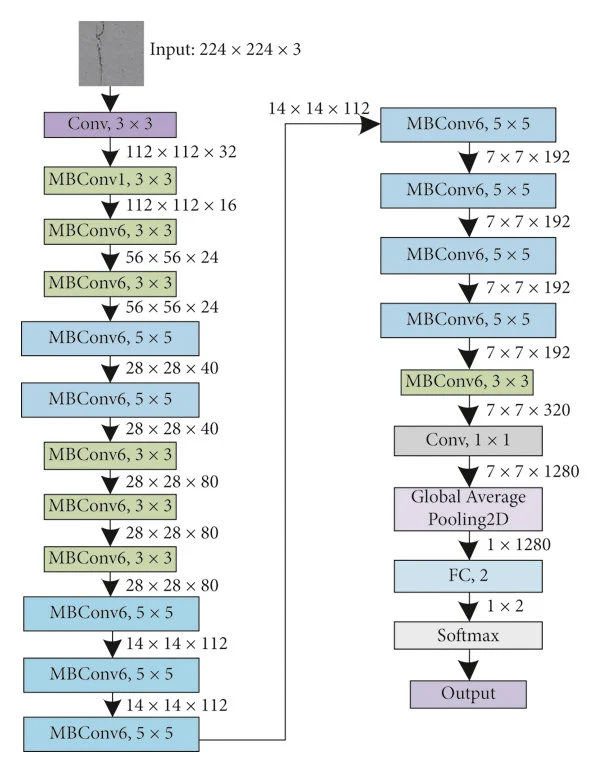 Input: 224 × 224 × 3
Conv, 3 × 3
112 × 112 × 32
MBConv1, 3 × 3
112 × 112 × 16
MBConv6, 3 × 3
56 × 56 × 24
MBConv6, 3 × 3
56 × 56 × 24
MBConv6, 5 × 5
28 × 28 × 40
MBConv6, 5 × 5
28 × 28 × 40
MBConv6, 3 × 3
28 × 28 × 80
MBConv6, 3 × 3
28 × 28 × 80
MBConv6, 3 × 3
28 × 28 × 80
MBConv6, 5 × 5
14 × 14 × 112
MBConv6, 5 × 5
14 × 14 × 112
MBConv6, 5 × 5
14 × 14 × 112
MBConv6, 5 × 5
7 × 7 × 192
MBConv6, 5 × 5
7 × 7 × 192
MBConv6, 5 × 5
7 × 7 × 192
MBConv6, 5 × 5
7 × 7 × 192
MBConv6, 3 × 3
7 × 7 × 320
Conv, 1 × 1
7 × 7 × 1280
Global Average
Pooling2D
1 × 1280
FC, 2
1 × 2
Softmax
Output